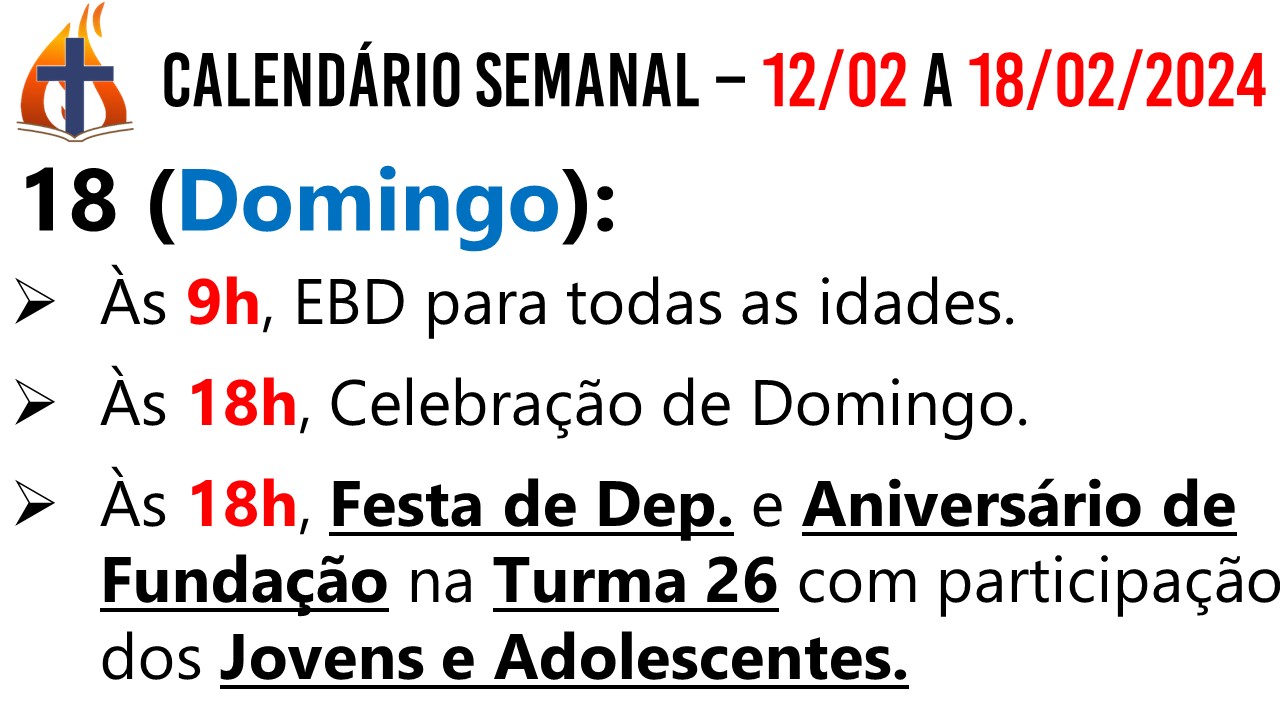 CALENDÁRIO SEMANAL – 12/02 A 18/02/2024
18 (Domingo):
➢ Às 9h, EBD para todas as idades.
➢ Às 18h, Celebração de Domingo.
➢ Às 18h, Festa de Dep. e Aniversário de
Fundação na Turma 26 com participação
dos Jovens e Adolescentes.